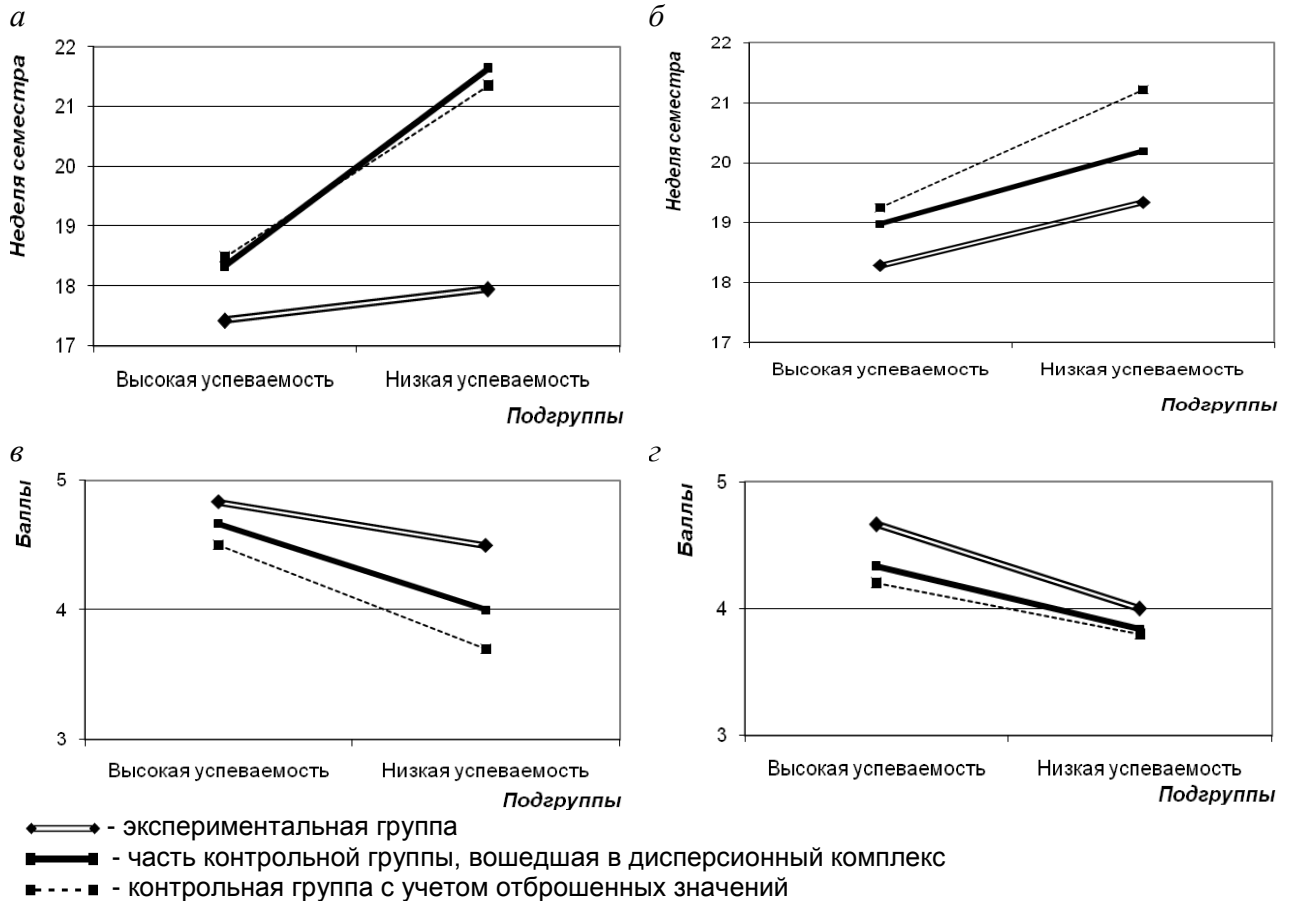 а
Неделя семестра
22
21
20
19
18
17
Высокая успеваемость
Низкая успеваемость
Подгруппы
б
Неделя семестра
22
21
20
19
18
17
Высокая успеваемость
Низкая успеваемость
Подгруппы
в
Баллы
5
4
3
Высокая успеваемость
Низкая успеваемость
Подгруппы
г
Баллы
5
4
3
Высокая успеваемость
Низкая успеваемость
Подгруппы
- экспериментальная группа
- часть контрольной группы, вошедшая в дисперсионный комплекс
- контрольная группа с учетом отброшенных значений